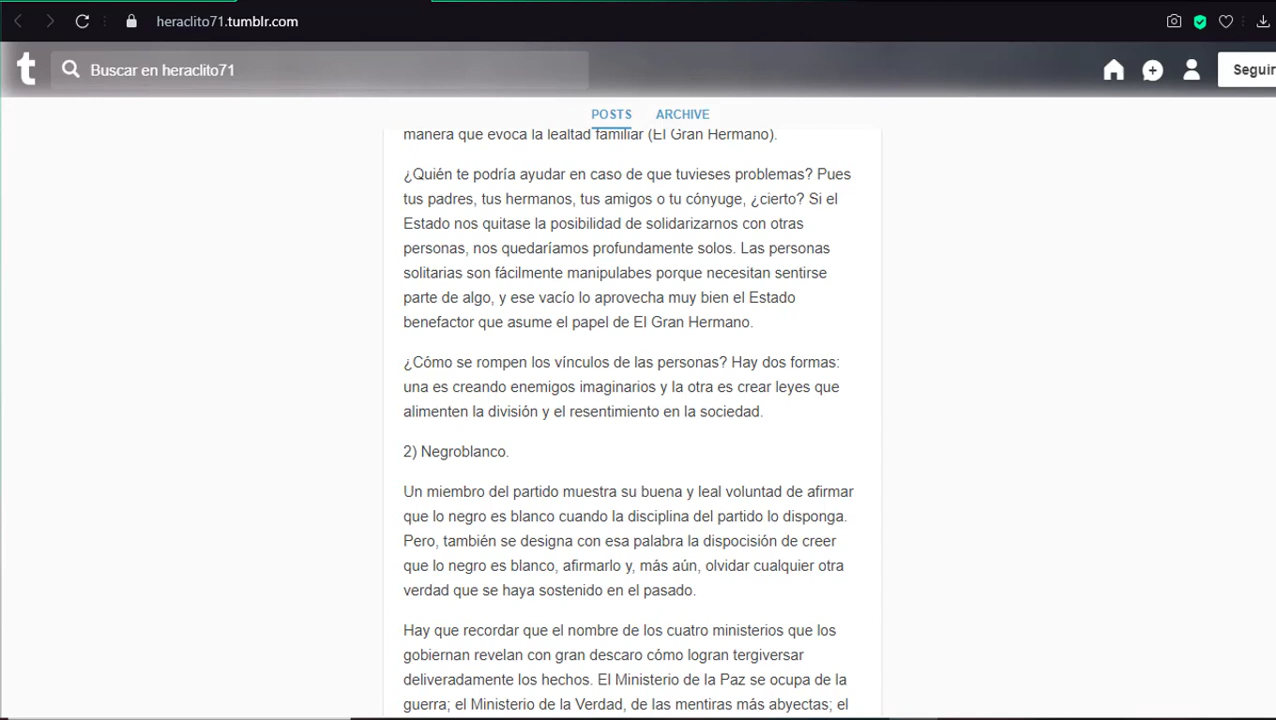 heraclito71.tumblr.com
t
Buscar en heraclito71
Seguir
POSTS
ARCHIVE
manera que evoca la lealtad familiar (El Gran Hermano).
¿Quién te podría ayudar en caso de que tuvieses problemas? Pues
tus padres, tus hermanos, tus amigos o tu cónyuge, ¿cierto? Si el
Estado nos quitase la posibilidad de solidarizarnos con otras
personas, nos quedaríamos profundamente solos. Las personas
solitarias son fácilmente manipulabes porque necesitan sentirse
parte de algo, y ese vacío lo aprovecha muy bien el Estado
benefactor que asume el papel de El Gran Hermano.
¿Cómo se rompen los vínculos de las personas? Hay dos formas:
una es creando enemigos imaginarios y la otra es crear leyes que
alimenten la división y el resentimiento en la sociedad.
2) Negroblanco.
Un miembro del partido muestra su buena y leal voluntad de afirmar
que lo negro es blanco cuando la disciplina del partido lo disponga.
Pero, también se designa con esa palabra la dispocisión de creer
que lo negro es blanco, afirmarlo y, más aún, olvidar cualquier otra
verdad que se haya sostenido en el pasado.
Hay que recordar que el nombre de los cuatro ministerios que los
gobiernan revelan con gran descaro cómo logran tergiversar
deliveradamente los hechos. El Ministerio de la Paz se ocupa de la
guerra; el Ministerio de la Verdad, de las mentiras más abyectas; el